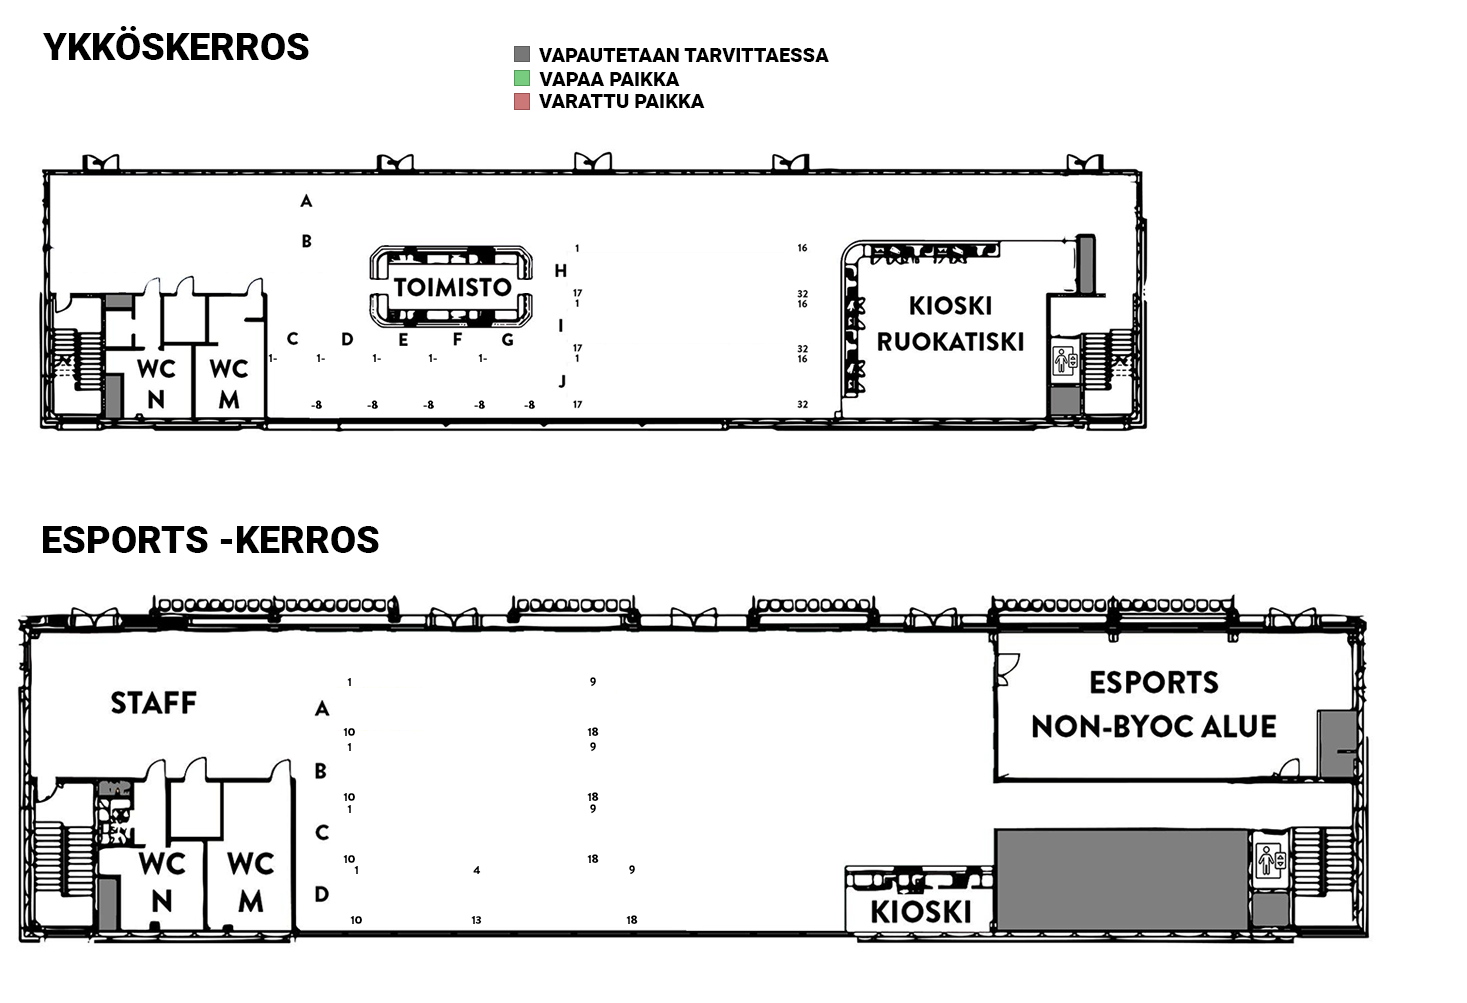 YKKÖSKERROS
VAPAUTETAAN TARVITTAESSA
VAPAA PAIKKA
VARATTU PAIKKA
A
B
1 16
H
TOIMISTO
17 32
1 16
KIOSKI
RUOKATISKI
I
C D E F G
17 32
1- 1- 1- 1- 1- 1 16
WC WC
N M
J
-8 -8 -8 -8 -8 17 32
ESPORTS -KERROS
1 9
STAFF
A
ESPORTS
NON-BYOC ALUE
10 18
1 9
B
10 18
1 9
C
10 18
1 4 9
WC WC
N M
D
KIOSKI
10 13 18